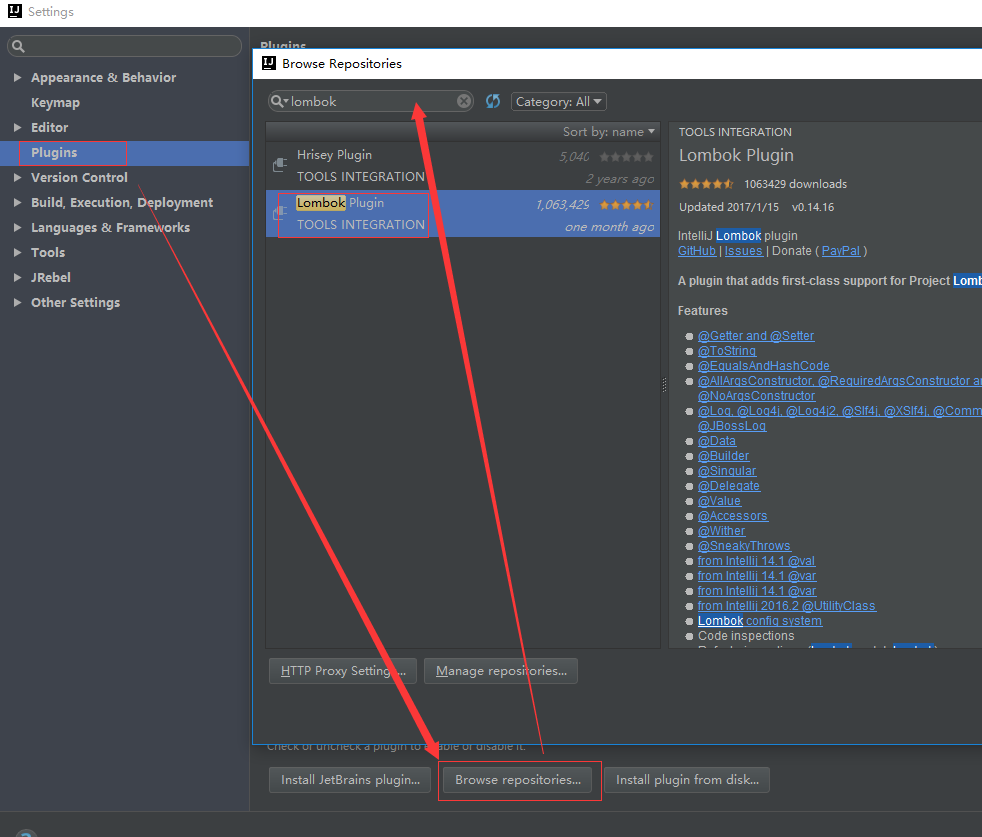 Settings
Plugins
Appearance & Behavior
Keymap
Editor
Plugins
Version Control
Build, Execution, Deployment
Languages & Frameworks
Tools
JRebel
Other Settings
Browse Repositories
lombok
Category: All
Sort by: name
Hrisey Plugin 5,040
TOOLS INTEGRATION 2 years ago
Lombok Plugin 1,063,429
TOOLS INTEGRATION one month ago
TOOLS INTEGRATION
Lombok Plugin
1063429 downloads
Updated 2017/1/15 v0.14.16
IntelliJ Lombok plugin
GitHub | Issues | Donate ( PayPal )
A plugin that adds first-class support for Project Lomb
Features
@Getter and @Setter
@ToString
@EqualsAndHashCode
@AllArgsConstructor, @RequiredArgsConstructor a
@NoArgsConstructor
@Log, @Log4j, @Log4j2, @Slf4j, @XSlf4j, @Comm
@JBossLog
@Data
@Builder
@Singular
@Delegate
@Value
@Accessors
@Wither
@SneakyThrows
from Intellij 14.1 @val
from Intellij 14.1 @var
from Intellij 14.1 @var
from Intellij 2016.2 @UtilityClass
Lombok config system
Code inspections
HTTP Proxy Setting ...
Manage repositories...
Check or uncheck a plugin to enable or disable it.
Install JetBrains plugin...
Browse repositories...
Install plugin from disk...